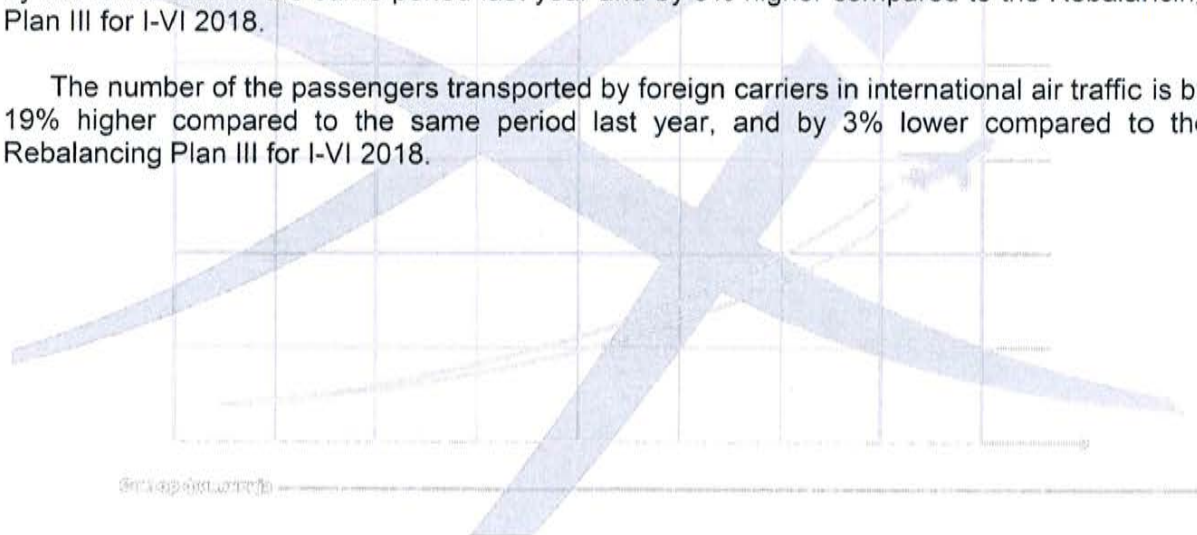 Plan III for I-VI 2018.
The number of the passengers transported by foreign carriers in international air traffic is b
19% higher compared to the same period last year, and by 3% lower compared to the
Rebalancing Plan III for I-VI 2018.